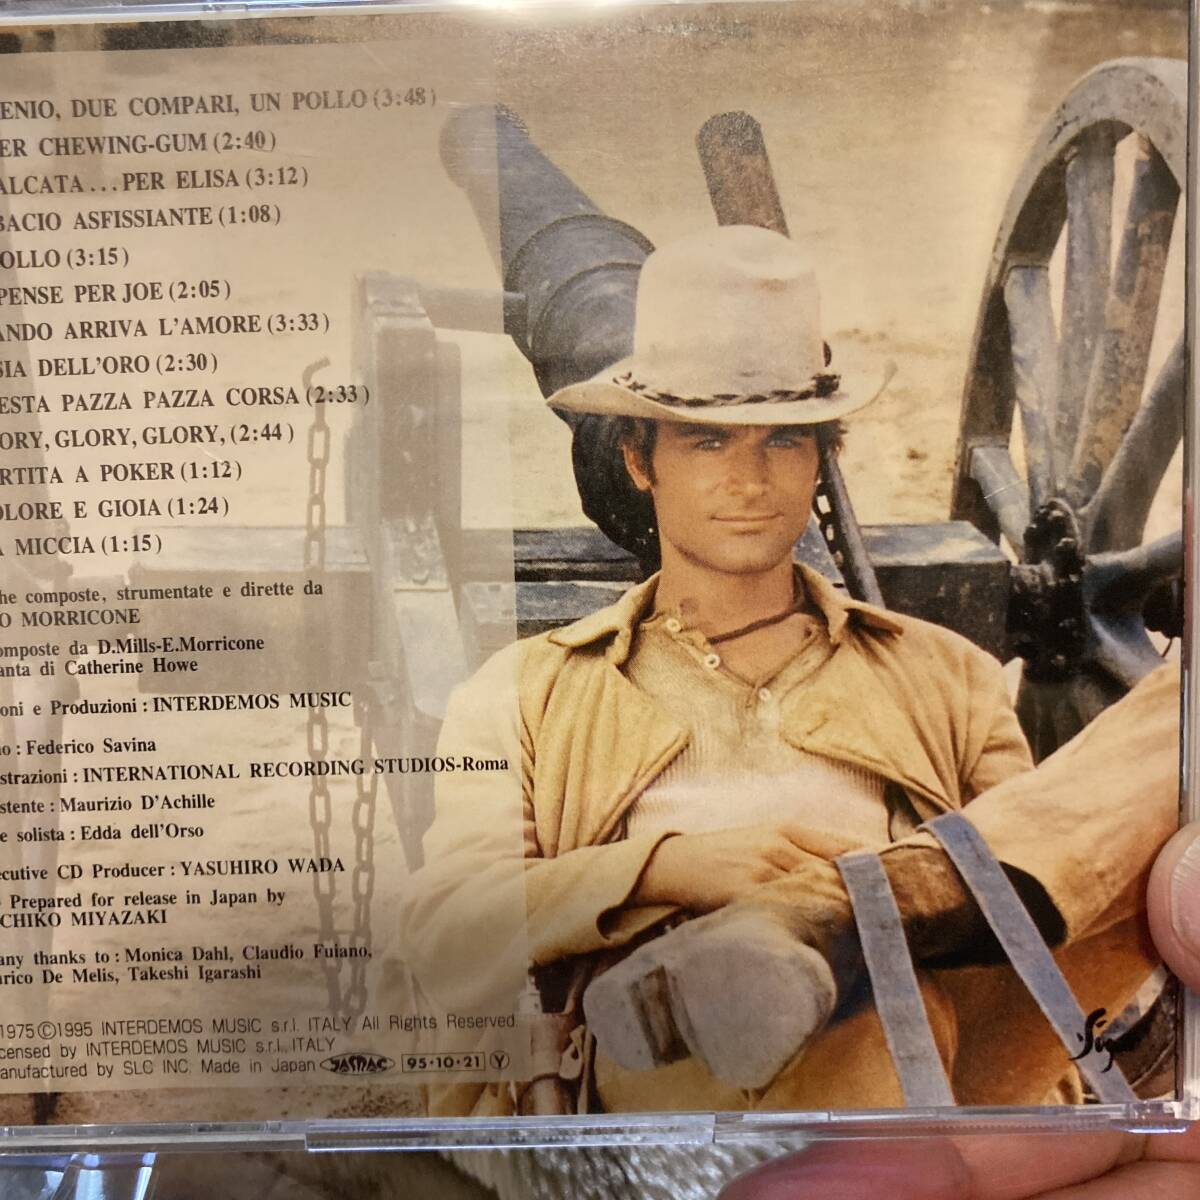 ENIO, DUE COMPARI, UN POLLO (3:48)
ER CHEWING-GUM (2:40)
ALCATA...PER ELISA (3:12)
BACIO ASFISSIANTE (1:08)
OLLO (3:15)
PENSE PER JOE (2:05)
ANDO ARRIVA L'AMORE (3:33)
SIA DELL'ORO (2:30)
ESTA PAZZA PAZZA CORSA (2:33)
ORY, GLORY, GLORY, (2:44)
RTITA A POKER (1:12)
OLORE E GIOIA (1:24)
A MICCIA (1:15)
he composte, strumentate e dirette da
O MORRICONE
omposte da D.Mills-E.Morricone
anta di Catherine Howe
oni e Produzioni : INTERDEMOS MUSIC
o : Federico Savina
strazioni : INTERNATIONAL RECORDING STUDIOS-Roma
stente : Maurizio D'Achille
e solista : Edda dell'Orso
ecutive CD Producer : YASUHIRO WADA
Prepared for release in Japan by
CHIKO MIYAZAKI
any thanks to : Monica Dahl, Claudio Fuiano,
nrico De Melis, Takeshi Igarashi
1975©1995 INTERDEMOS MUSIC s.r.l. ITALY All Rights Reserved.
censed by INTERDEMOS MUSIC s.r.l., ITALY
anufactured by SLC INC. Made in Japan JASRAC 95・10・21 Y